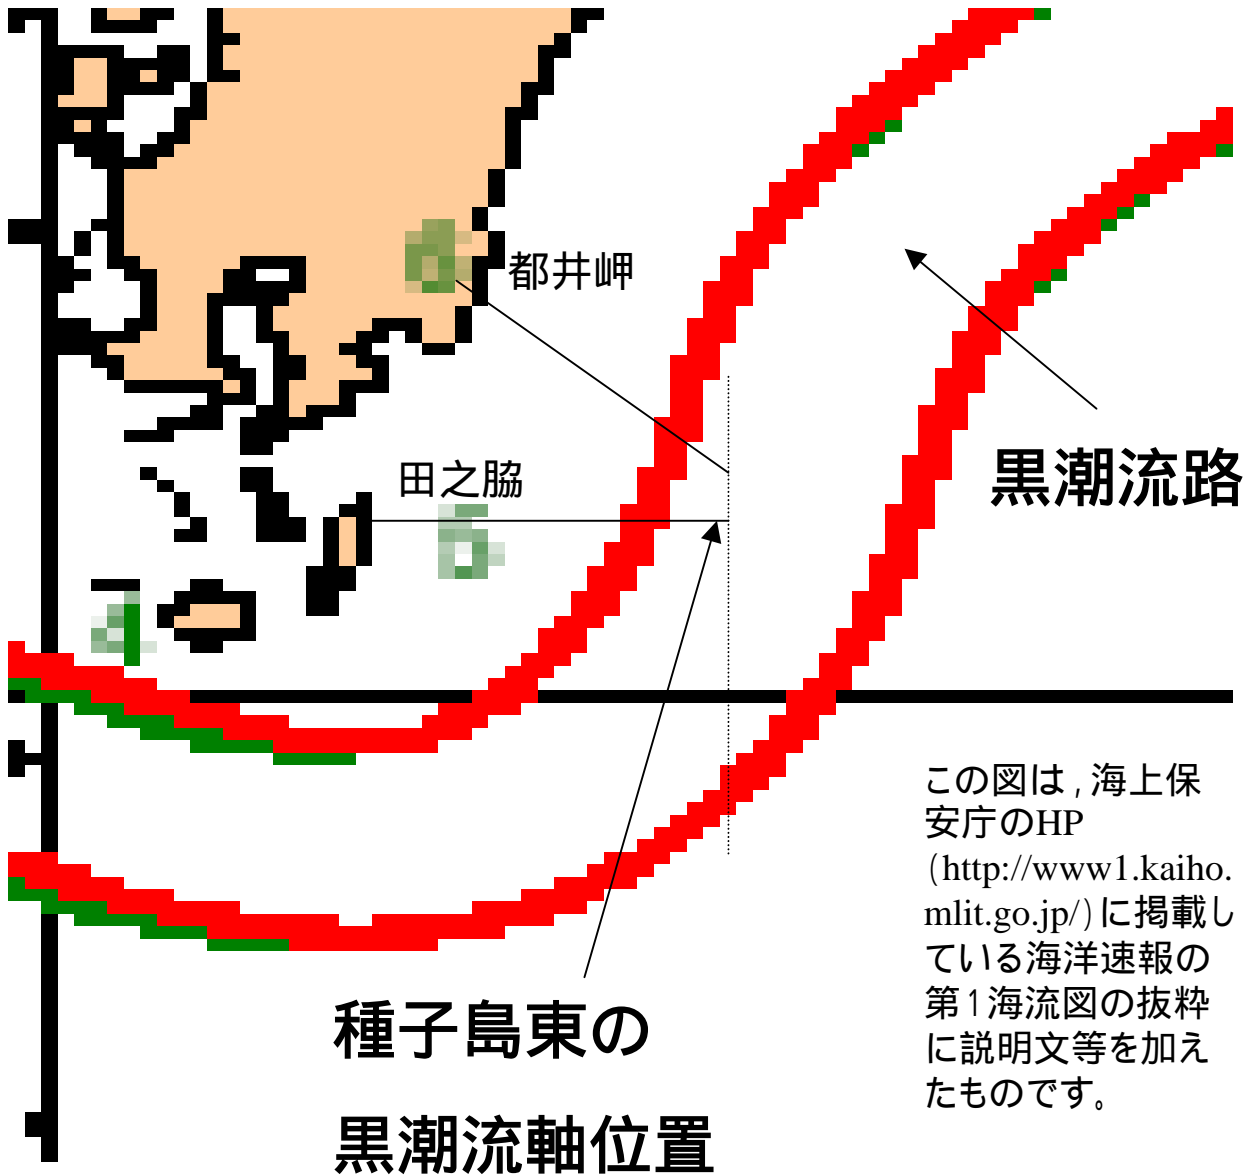 都井岬
黒潮流路
田之脇
6
5
4
この図は，海上保
安庁のHP
（http://www1.kaiho.
mlit.go.jp/）に掲載し
ている海洋速報の
第1海流図の抜粋
に説明文等を加え
たものです。
種子島東の
黒潮流軸位置